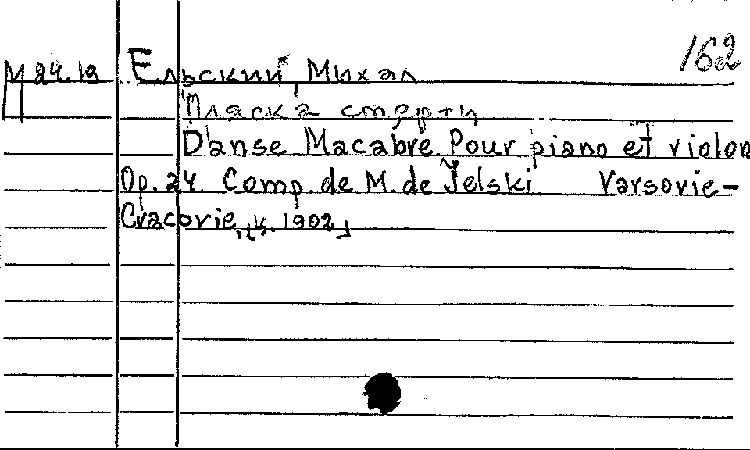 162
М 24.19 Ельский, Михал
Пляска смерти
Danse Macabre Pour piano et violon
Op. 24 Comp. de M. de Jelski Varsovie-
Cracovie, 1902